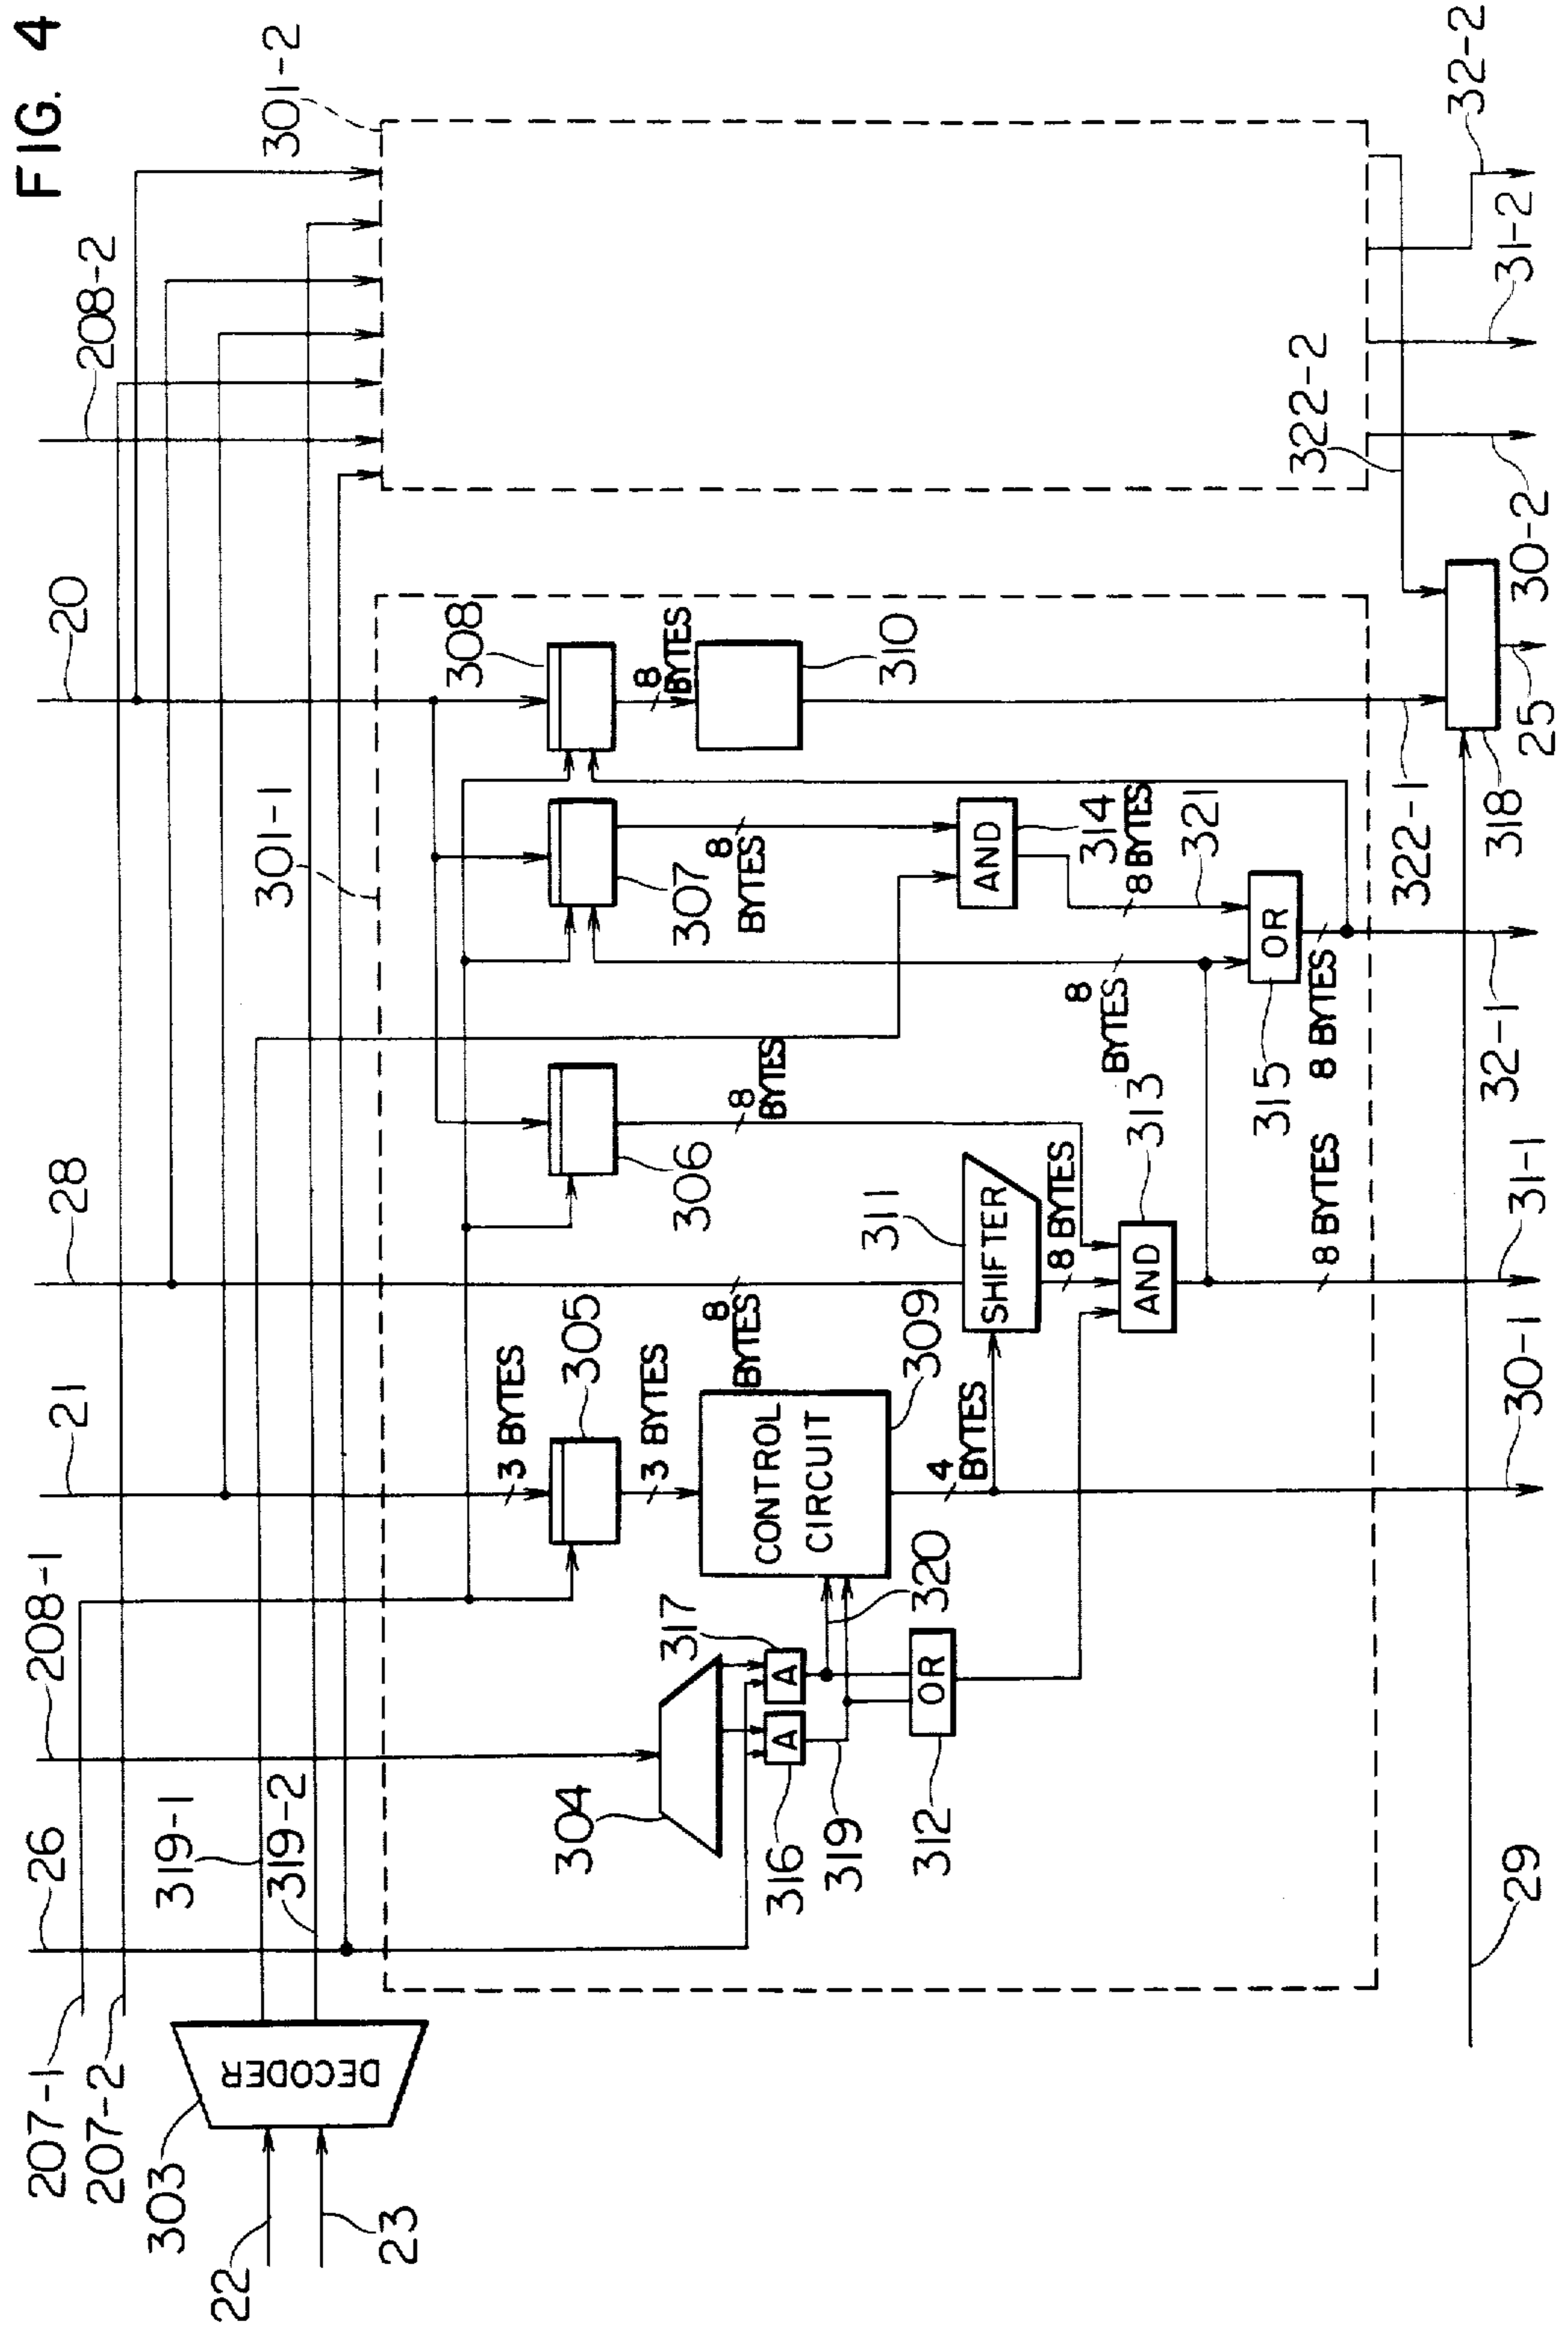 FIG. 4
26
208-1
21
28
20
208-2
301-2
207-1
207-2
319-1
319-2
301-1
DECODER
303
22
23
304
3 BYTES
305
306
307
308
317
316
319
320
312
A
A
OR
3 BYTES
CONTROL
CIRCUIT
309
8
BYTES
8
BYTES
8
BYTES
8
BYTES
310
4
BYTES
311
SHIFTER
8 BYTES
AND
313
AND
314
8 BYTES
321
8
BYTES
OR
315
8 BYTES
8 BYTES
322-1
322-2
318
29
30-1
31-1
32-1
25
30-2
31-2
32-2